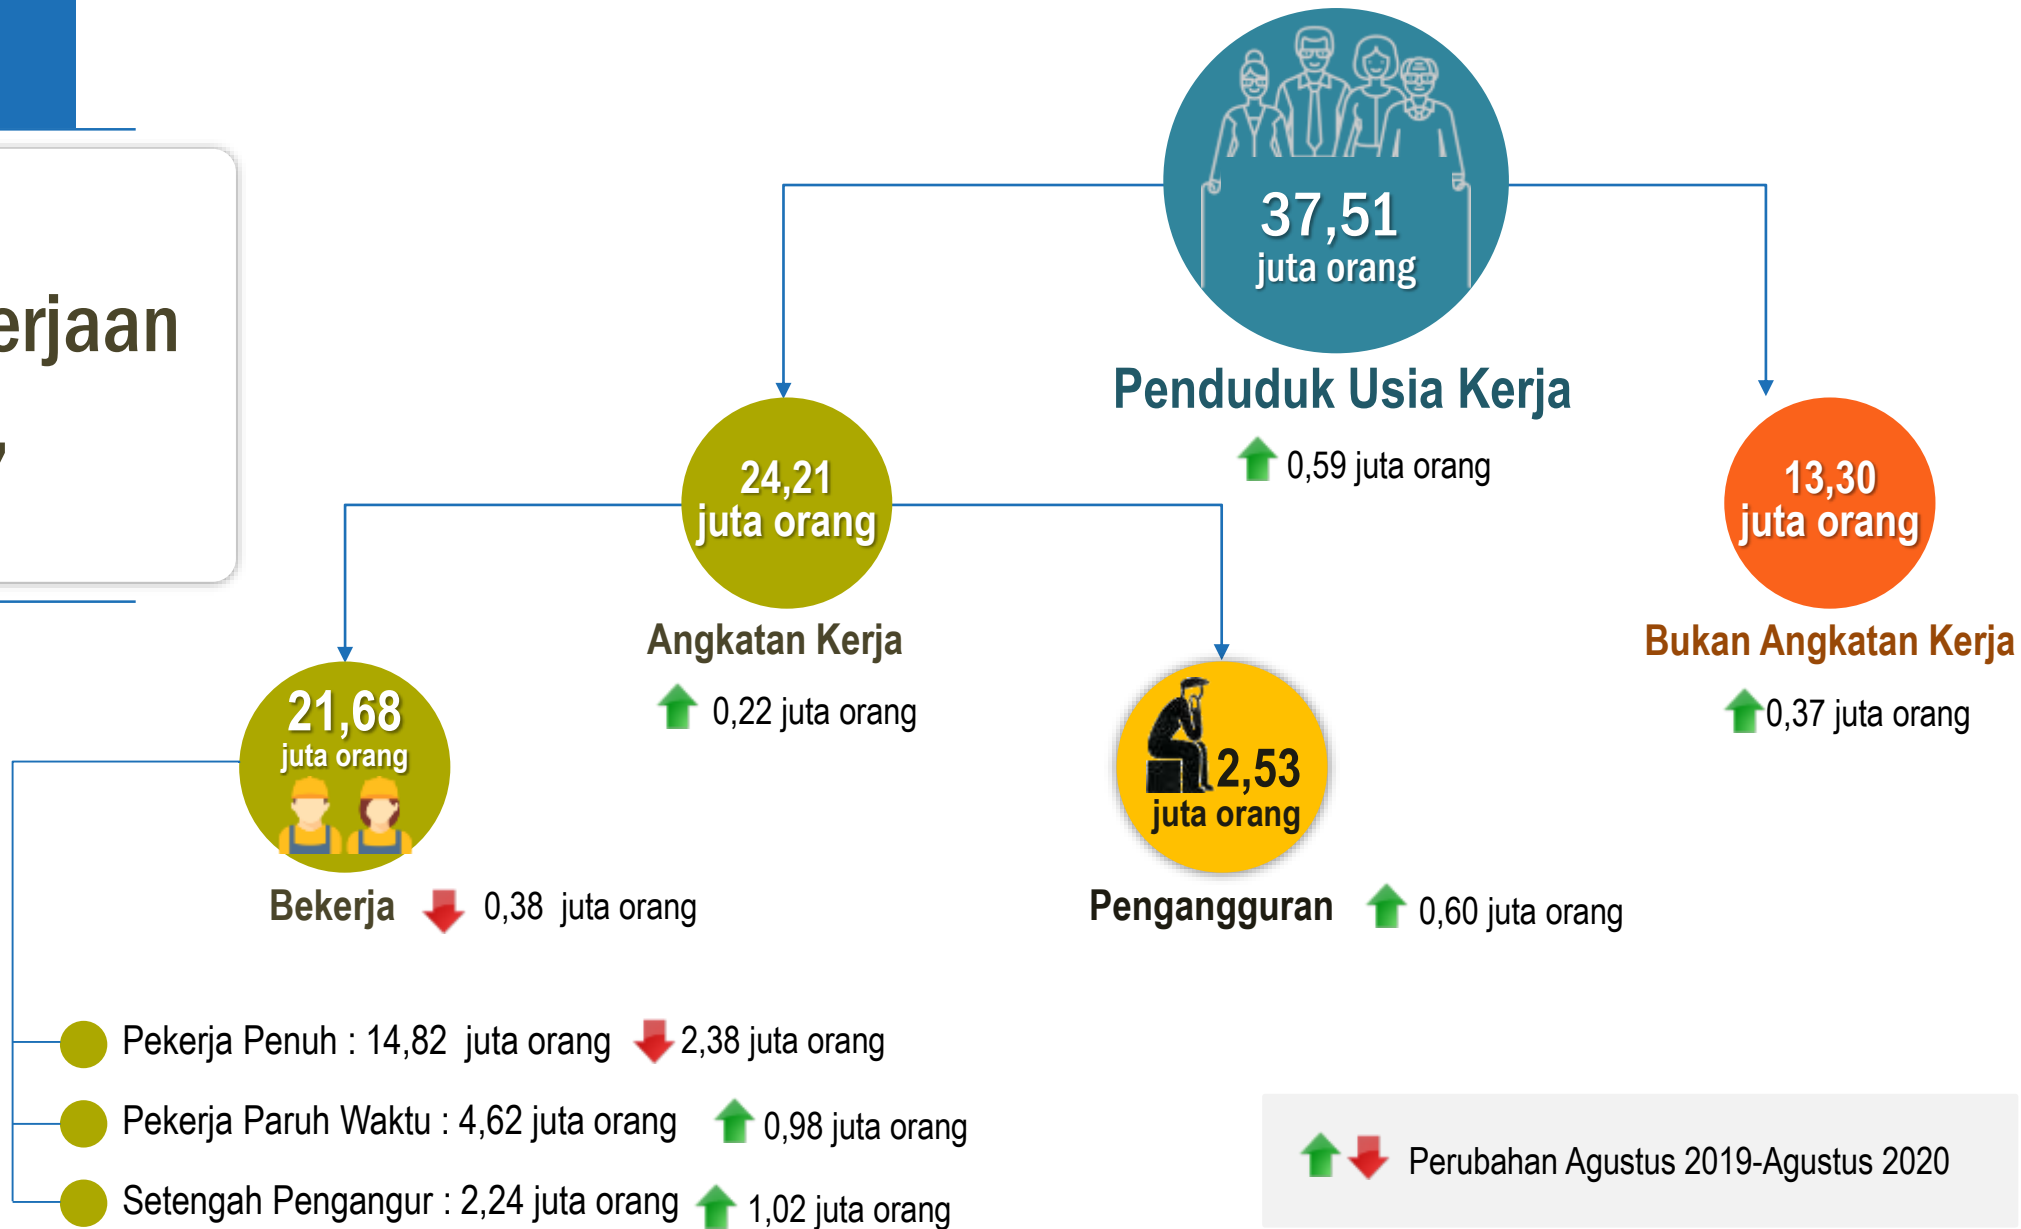 37,51
juta orang
Penduduk Usia Kerja
0,59 juta orang
24,21
juta orang
Angkatan Kerja
0,22 juta orang
13,30
juta orang
Bukan Angkatan Kerja
0,37 juta orang
21,68
juta orang
Bekerja
0,38 juta orang
2,53
juta orang
Pengangguran
0,60 juta orang
Pekerja Penuh : 14,82 juta orang
2,38 juta orang
Pekerja Paruh Waktu : 4,62 juta orang
0,98 juta orang
Setengah Pengangur : 2,24 juta orang
1,02 juta orang
Perubahan Agustus 2019-Agustus 2020